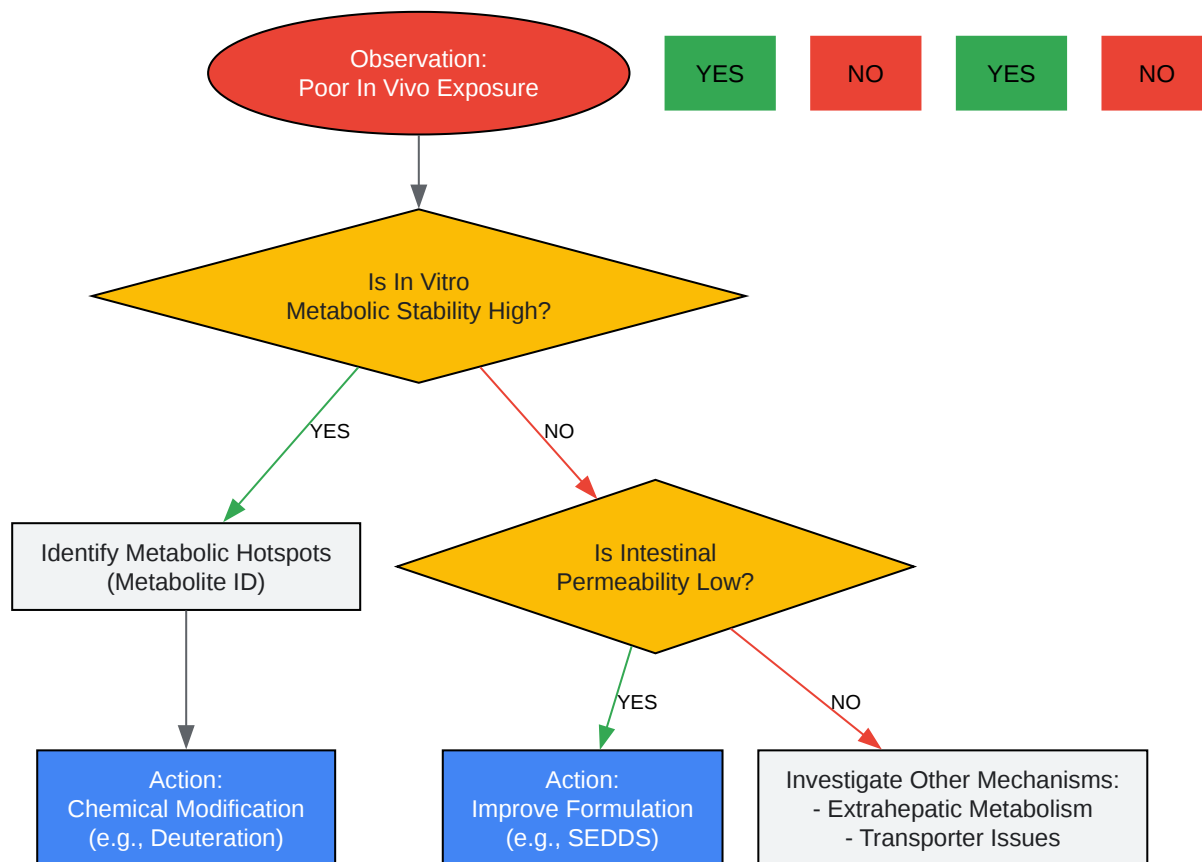 Observation:
Poor In Vivo Exposure
YES
NO
YES
NO
Is In Vitro
Metabolic Stability High?
YES
NO
Identify Metabolic Hotspots
(Metabolite ID)
Is Intestinal
Permeability Low?
YES
NO
Action:
Chemical Modification
(e.g., Deuteration)
Action:
Improve Formulation
(e.g., SEDDS)
Investigate Other Mechanisms:
- Extrahepatic Metabolism
- Transporter Issues